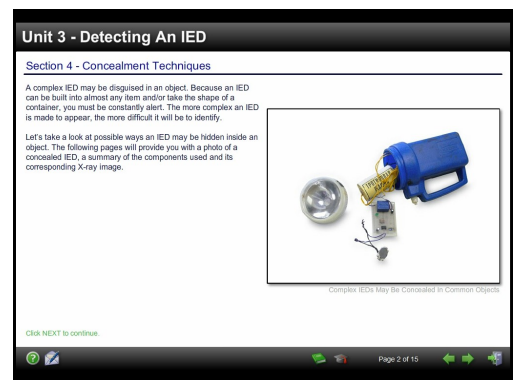 Unit 3 - Detecting An IED
Section 4 - Concealment Techniques
A complex IED may be disguised in an object. Because an IED
can be built into almost any item and/or take the shape of a
container, you must be constantly alert. The more complex an IED
is made to appear, the more difficult it will be to identify.
Let's take a look at possible ways an IED may be hidden inside an
object. The following pages will provide you with a photo of a
concealed IED, a summary of the components used and its
corresponding X-ray image.
Complex IEDs May Be Concealed In Common Objects
Click NEXT to continue.
Page 2 of 15